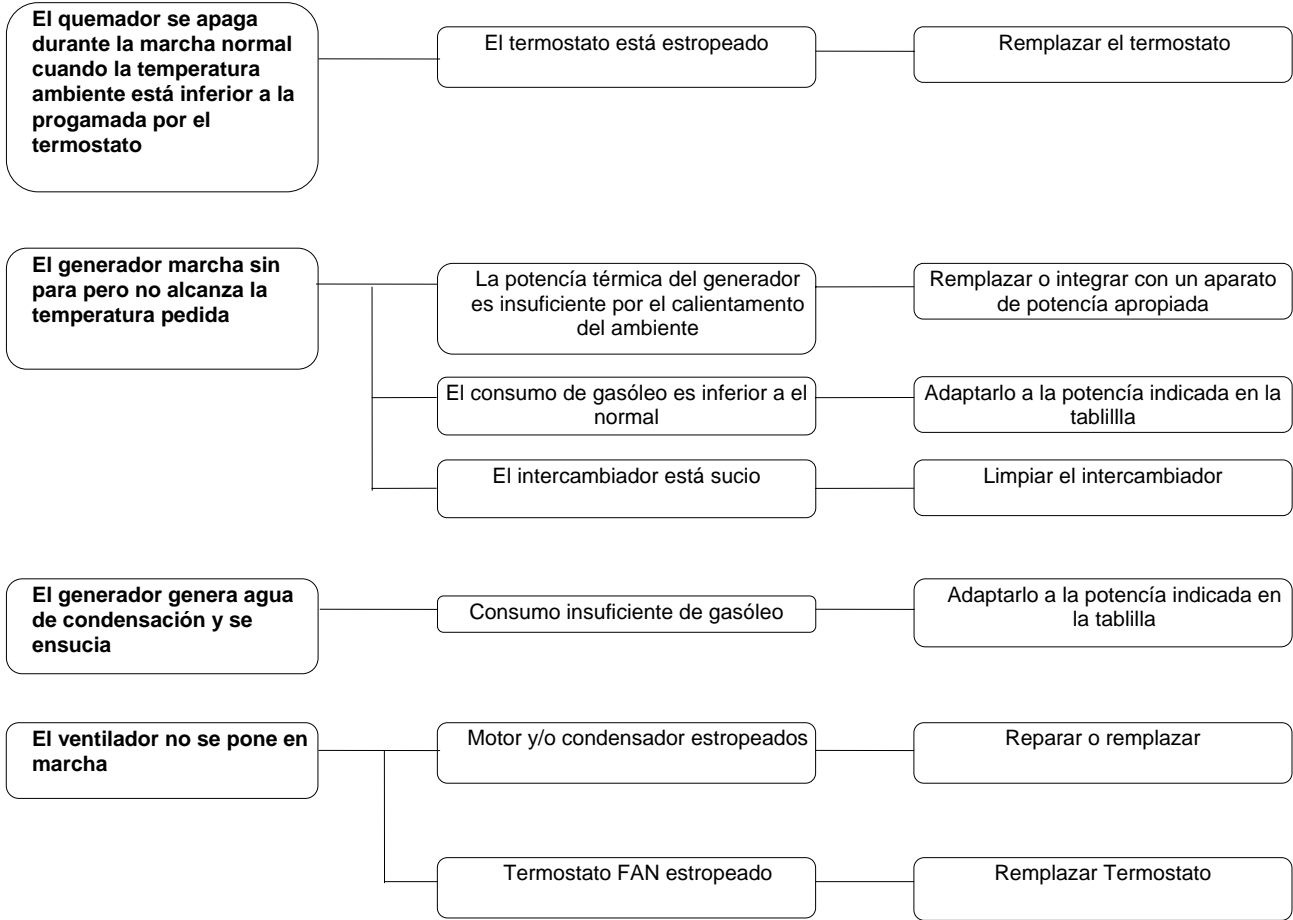 El quemador se apaga
durante la marcha normal
cuando la temperatura
ambiente está inferior a la
progamada por el
termostato
El termostato está estropeado
Remplazar el termostato
El generador marcha sin
para pero no alcanza la
temperatura pedida
La potencía térmica del generador
es insuficiente por el calientamento
del ambiente
Remplazar o integrar con un aparato
de potencía apropiada
El consumo de gasóleo es inferior a el
normal
Adaptarlo a la potencía indicada en la
tablillla
El intercambiador está sucio
Limpiar el intercambiador
El generador genera agua
de condensación y se
ensucia
Consumo insuficiente de gasóleo
Adaptarlo a la potencía indicada en
la tablilla
El ventilador no se pone en
marcha
Motor y/o condensador estropeados
Reparar o remplazar
Termostato FAN estropeado
Remplazar Termostato